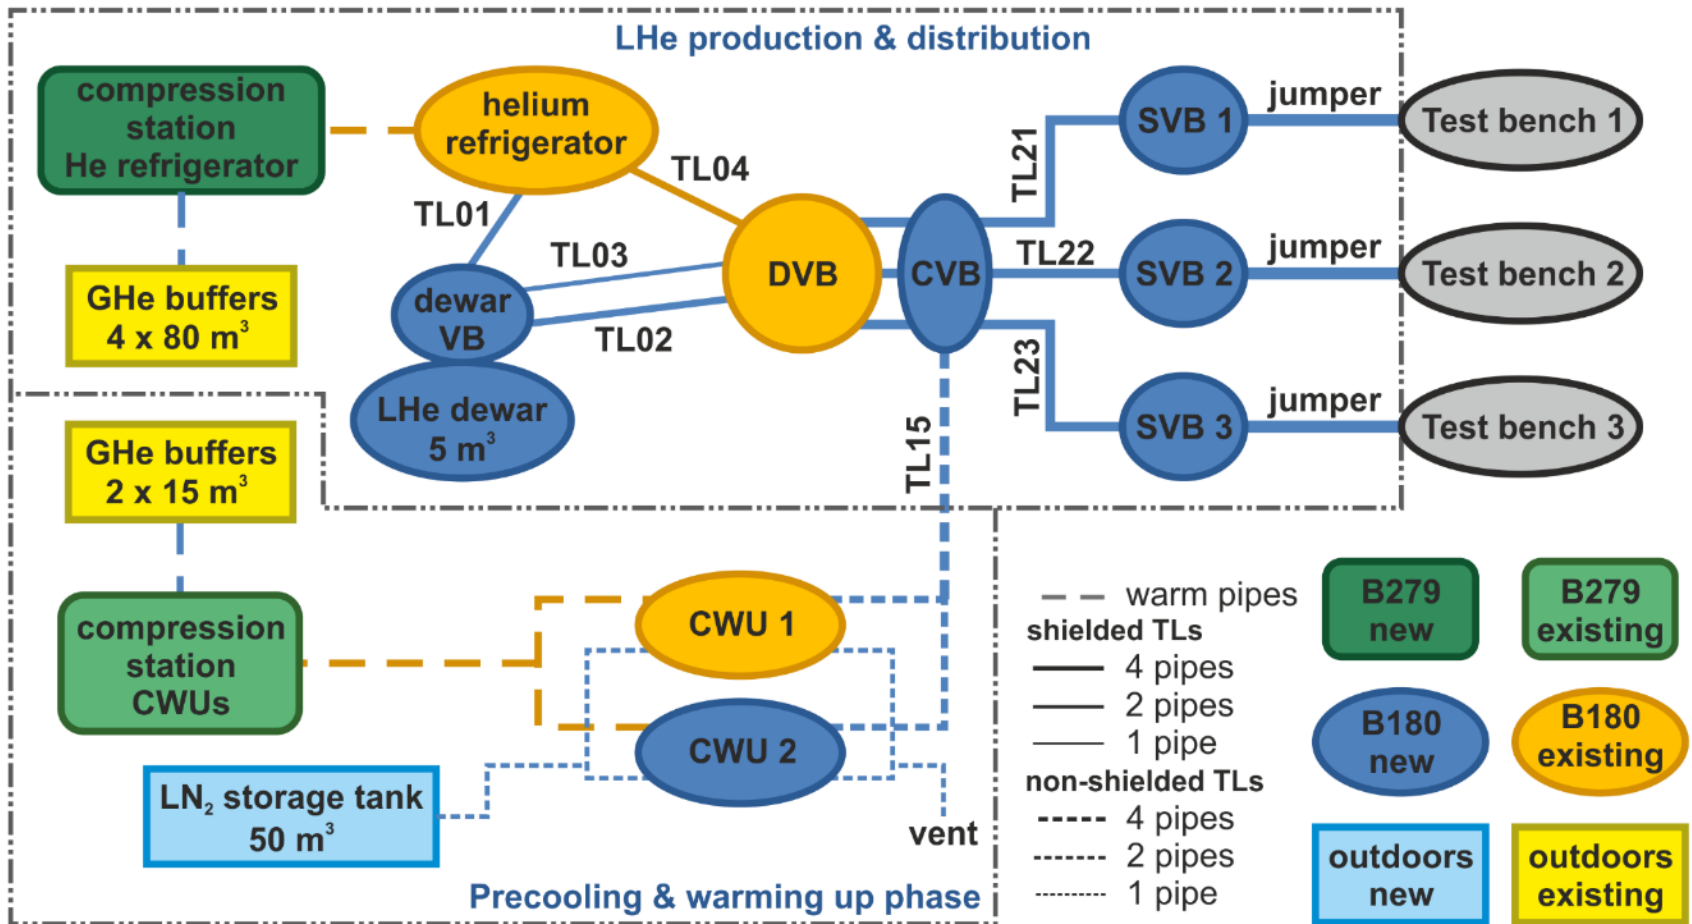 LHe production & distribution
compression
station
He refrigerator
helium
refrigerator
TL04
TL01
TL03
TL02
GHe buffers
4 x 80 m³
dewar
VB
LHe dewar
5 m³
DVB
CVB
TL21
TL22
TL23
TL15
SVB 1
jumper
Test bench 1
SVB 2
jumper
Test bench 2
SVB 3
jumper
Test bench 3
GHe buffers
2 x 15 m³
compression
station
CWUs
CWU 1
CWU 2
LN₂ storage tank
50 m³
vent
Precooling & warming up phase
warm pipes
shielded TLs
4 pipes
2 pipes
1 pipe
non-shielded TLs
4 pipes
2 pipes
1 pipe
B279
new
B279
existing
B180
new
B180
existing
outdoors
new
outdoors
existing